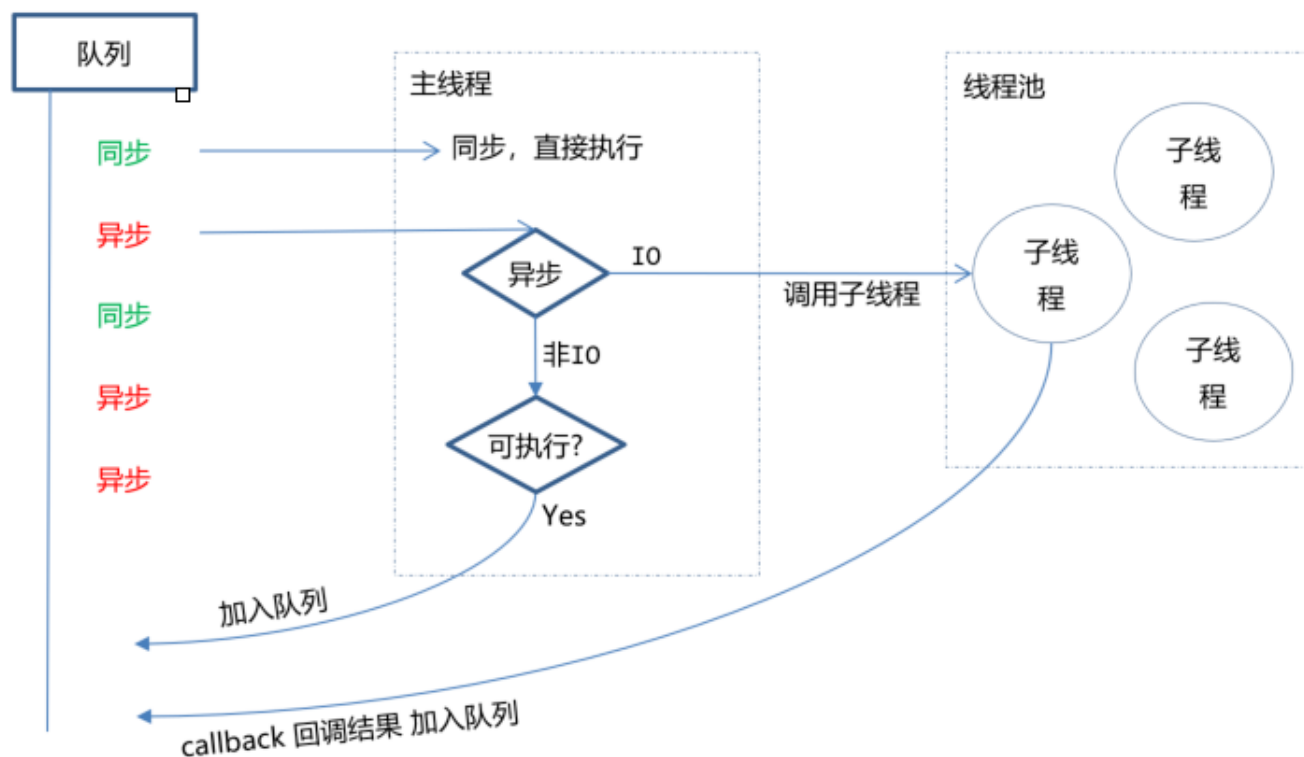 队列
主线程
线程池
同步
同步，直接执行
子线
程
异步
异步
IO
调用子线程
子线
程
同步
非IO
子线
程
异步
可执行?
异步
Yes
加入队列
callback 回调结果 加入队列